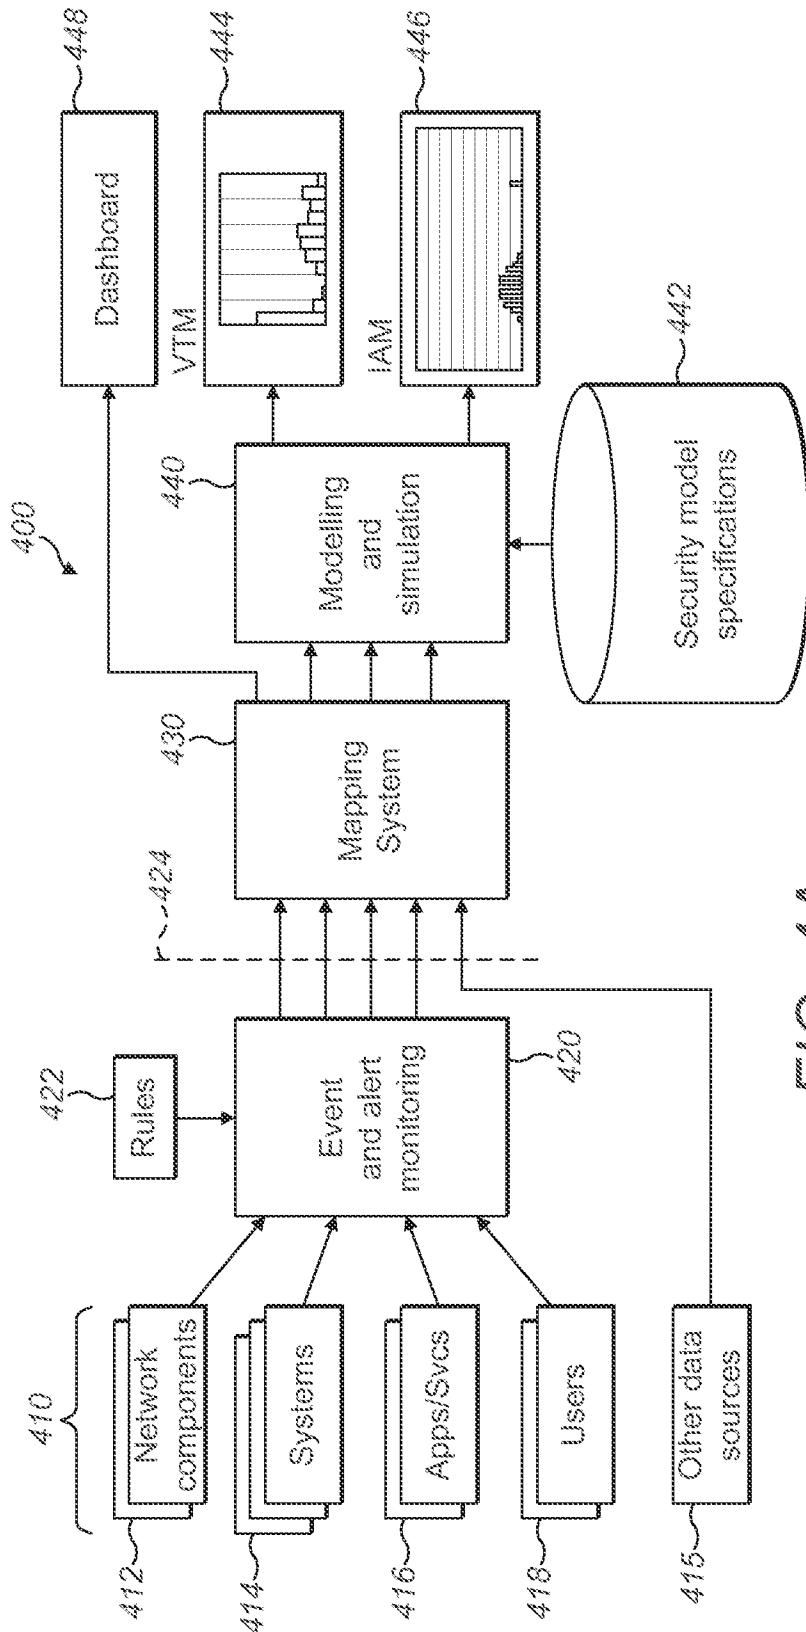 400
410
412
Network
components
414
Systems
416
Apps/Svcs
418
Users
415
Other data
sources
422
Rules
Event
and alert
monitoring
420
424
430
Mapping
System
440
Modelling
and
simulation
442
Security model
specifications
448
Dashboard
VTM
444
IAM
446